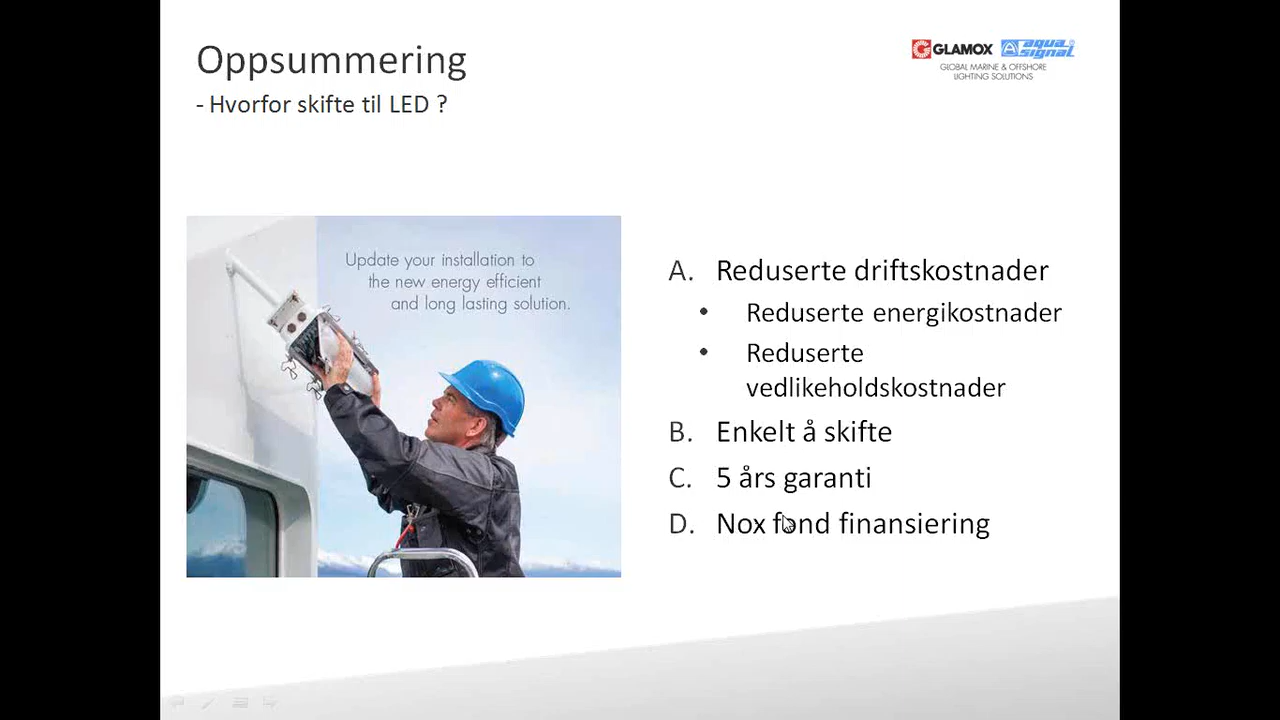 Oppsummering
- Hvorfor skifte til LED ?
GLAMOX aqua signal
GLOBAL MARINE & OFFSHORE
LIGHTING SOLUTIONS
Update your installation to
the new energy efficient
and long lasting solution.
A. Reduserte driftskostnader
• Reduserte energikostnader
• Reduserte
vedlikeholdskostnader
B. Enkelt å skifte
C. 5 års garanti
D. Nox fond finansiering